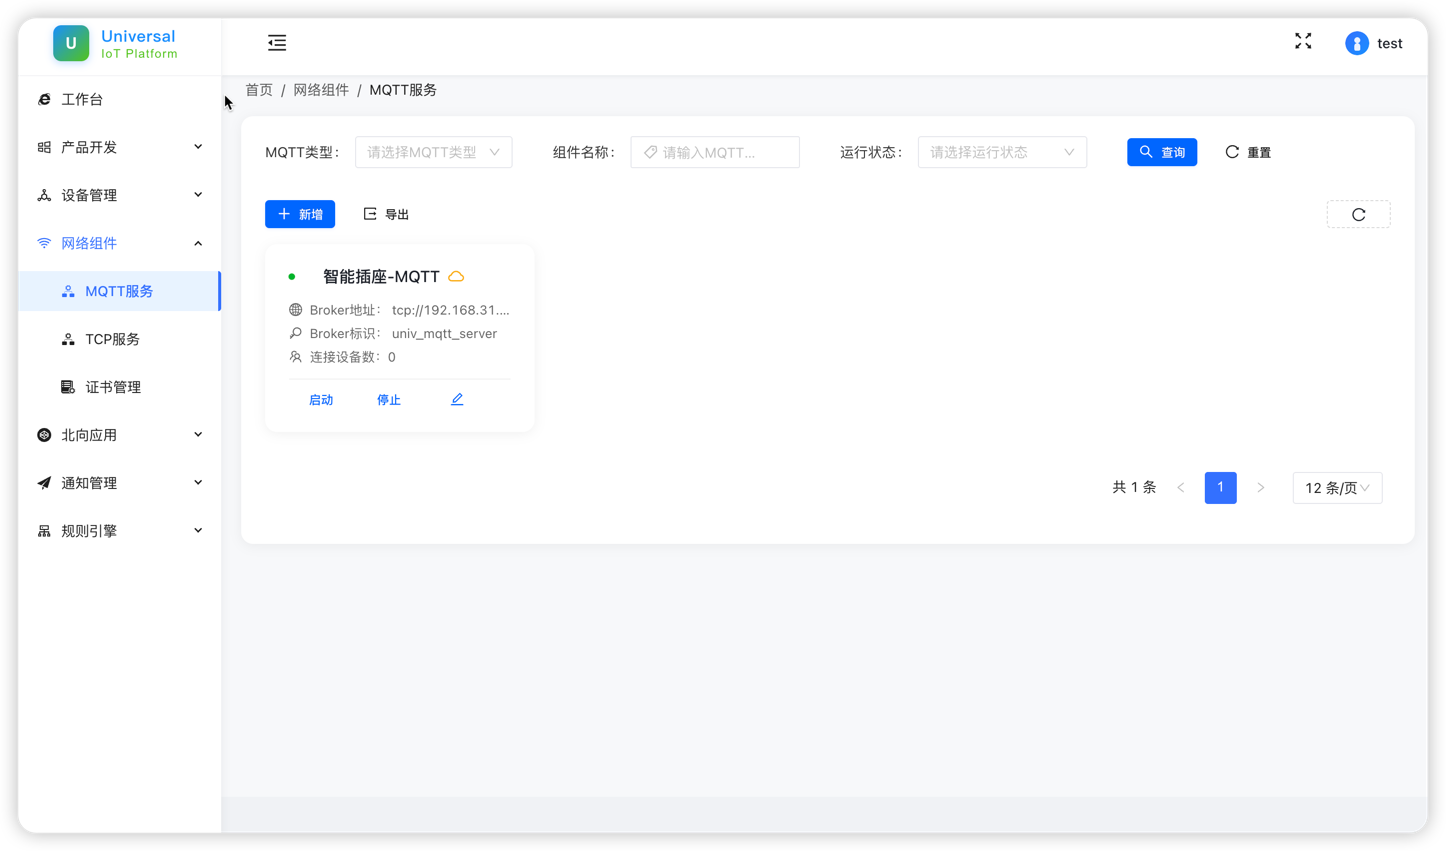 U
Universal
IoT Platform
test
工作台
产品开发
设备管理
网络组件
MQTT服务
TCP服务
证书管理
北向应用
通知管理
规则引擎
首页 / 网络组件 / MQTT服务
MQTT类型： 请选择MQTT类型 组件名称： 请输入MQTT... 运行状态： 请选择运行状态 查询 重置
新增 导出
智能插座-MQTT
Broker地址： tcp://192.168.31....
Broker标识： univ_mqtt_server
连接设备数： 0
启动 停止
共 1 条 1 12 条/页